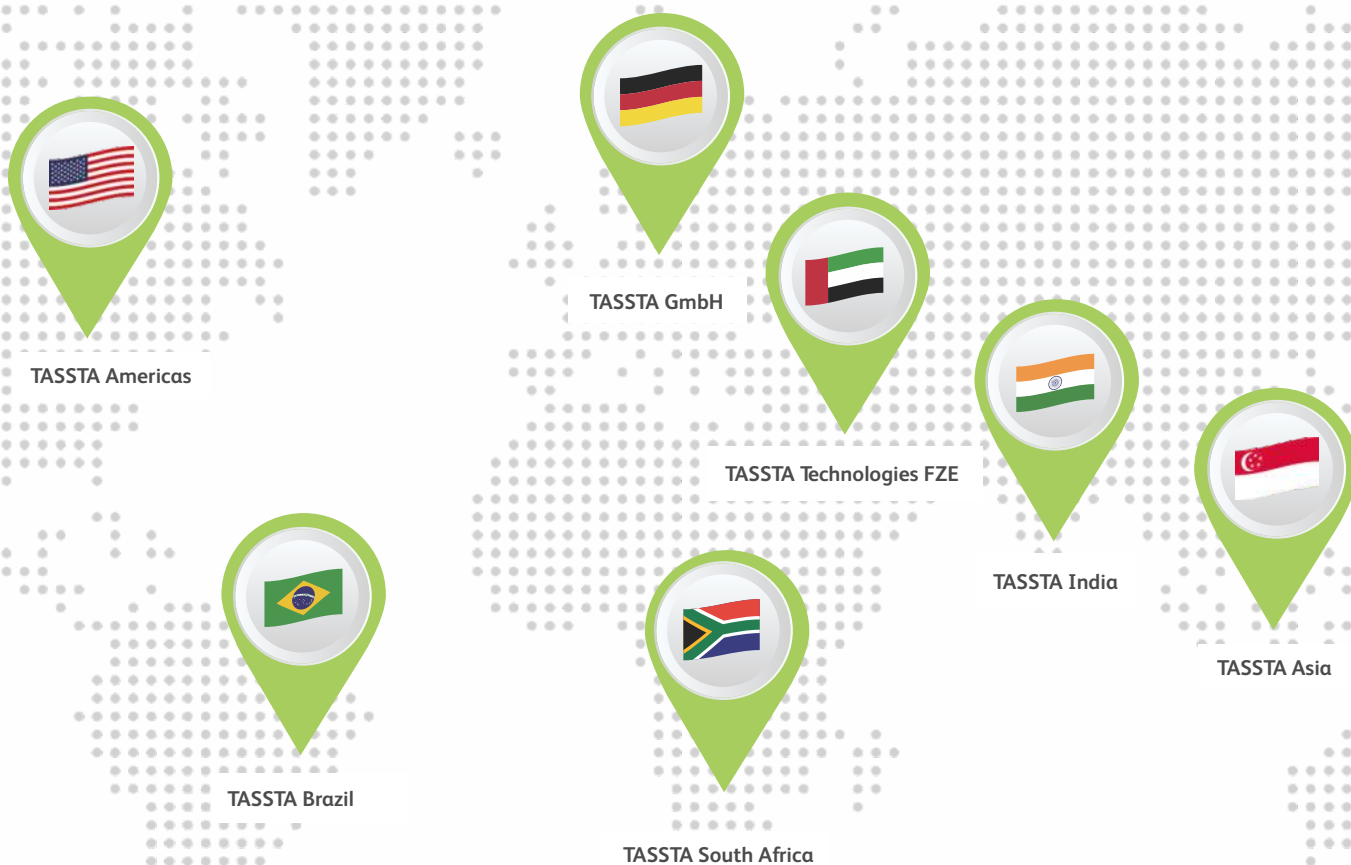 TASSTA GmbH
TASSTA Americas
TASSTA Technologies FZE
TASSTA India
TASSTA Asia
TASSTA Brazil
TASSTA South Africa